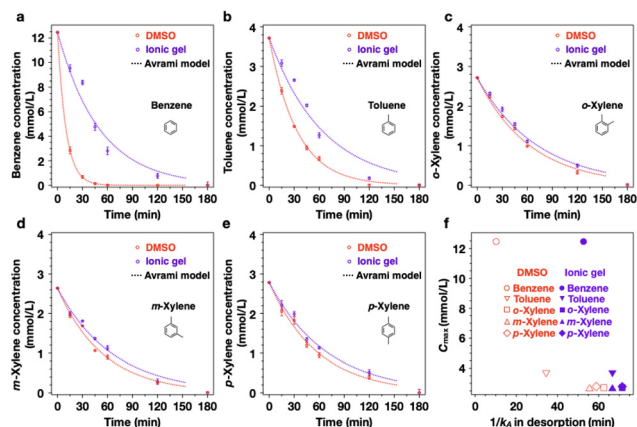 a
DMSO
Ionic gel
Avrami model
Benzene
Benzene concentration
(mmol/L)
12
10
8
6
4
2
0
0 30 60 90 120 150 180
Time (min)
b
DMSO
Ionic gel
Avrami model
Toluene
Toluene concentration
(mmol/L)
4
3
2
1
0
0 30 60 90 120 150 180
Time (min)
c
DMSO
Ionic gel
Avrami model
o-Xylene
o-Xylene concentration
(mmol/L)
4
3
2
1
0
0 30 60 90 120 150 180
Time (min)
d
DMSO
Ionic gel
Avrami model
m-Xylene
m-Xylene concentration
(mmol/L)
4
3
2
1
0
0 30 60 90 120 150 180
Time (min)
e
DMSO
Ionic gel
Avrami model
p-Xylene
p-Xylene concentration
(mmol/L)
4
3
2
1
0
0 30 60 90 120 150 180
Time (min)
f
DMSO Ionic gel
Benzene Benzene
Toluene Toluene
o-Xylene o-Xylene
m-Xylene m-Xylene
p-Xylene p-Xylene
Cmax (mmol/L)
12
10
8
6
4
0 20 40 60
1/kA in desorption (min)